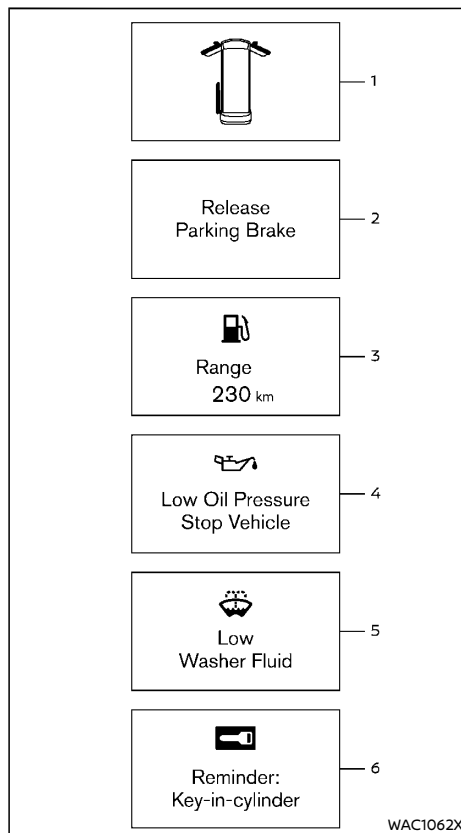 1
Release
Parking Brake
2
Range
230 km
3
Low Oil Pressure
Stop Vehicle
4
Low
Washer Fluid
5
Reminder:
Key-in-cylinder
6
WAC1062X